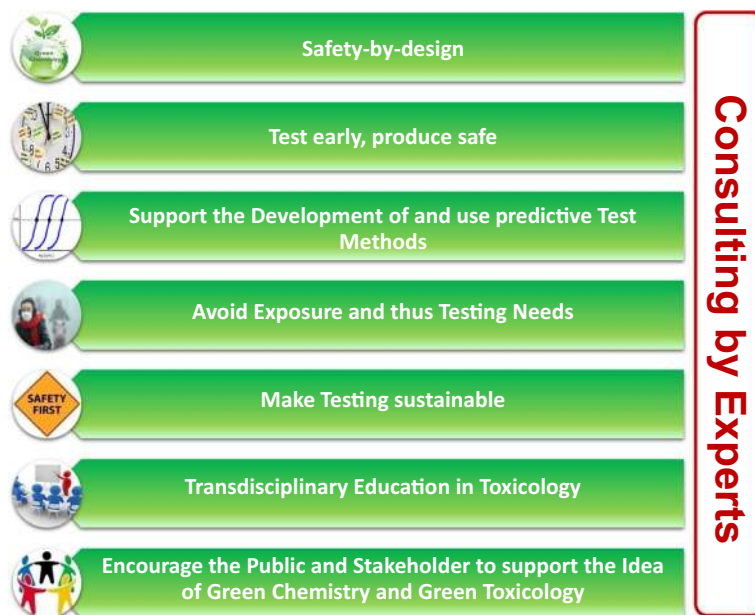 Safety-by-design
Test early, produce safe
Support the Development of and use predictive Test
Methods
Avoid Exposure and thus Testing Needs
SAFETY
FIRST
Make Testing sustainable
Transdisciplinary Education in Toxicology
Encourage the Public and Stakeholder to support the Idea
of Green Chemistry and Green Toxicology
Consulting by Experts